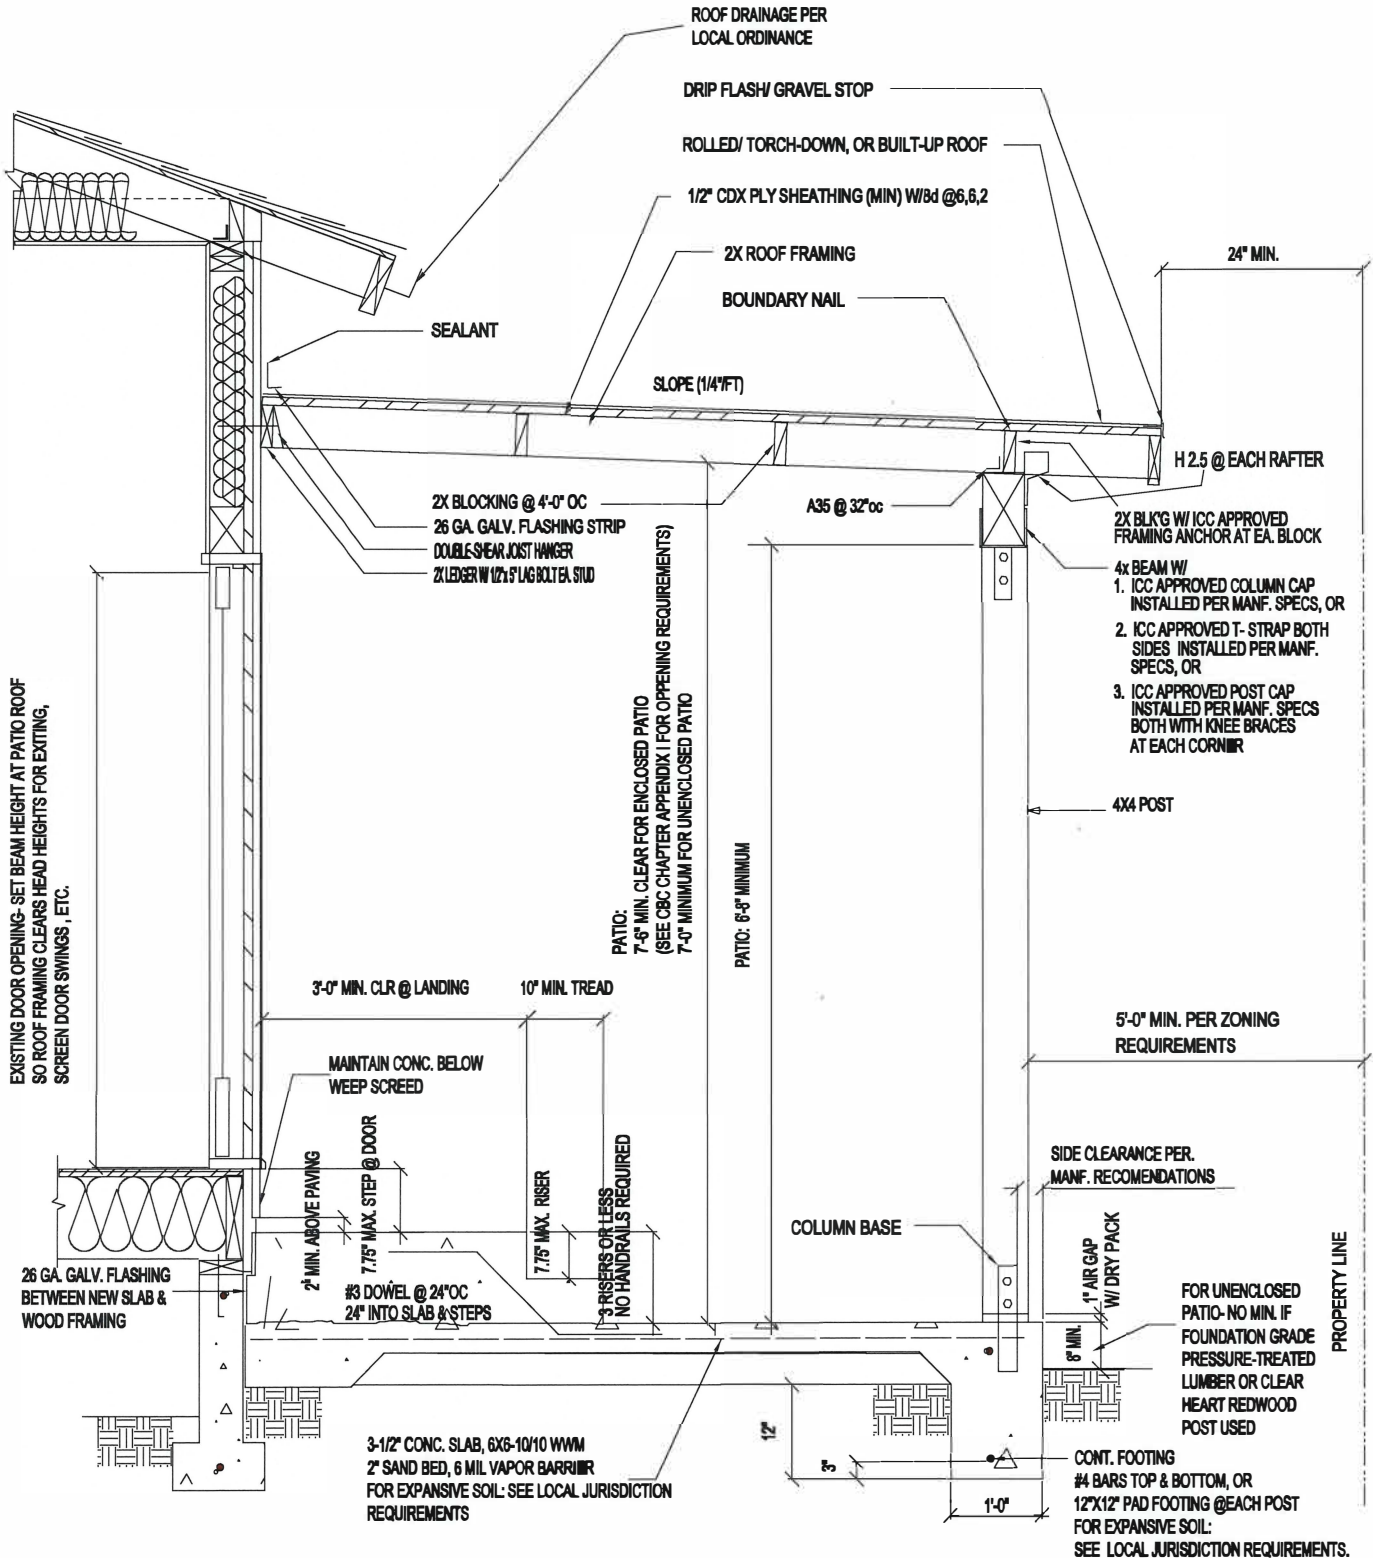 ROOF DRAINAGE PER
LOCAL ORDINANCE
DRIP FLASH/ GRAVEL STOP
ROLLED/ TORCH-DOWN, OR BUILT-UP ROOF
1/2" CDX PLY SHEATHING (MIN) W/8d @6,6,2
2X ROOF FRAMING
24" MIN.
BOUNDARY NAIL
SEALANT
SLOPE (1/4"/FT)
H 2.5 @ EACH RAFTER
2X BLOCKING @ 4'-0" OC
26 GA. GALV. FLASHING STRIP
DOUBLE-SHEAR JOIST HANGER
2X LEDGER W/ 1/2"x 5" LAG BOLT EA. STUD
A35 @ 32"oc
2X BLK'G W/ ICC APPROVED
FRAMING ANCHOR AT EA. BLOCK
4x BEAM W/
1. ICC APPROVED COLUMN CAP
INSTALLED PER MANF. SPECS, OR
2. ICC APPROVED T- STRAP BOTH
SIDES INSTALLED PER MANF.
SPECS, OR
3. ICC APPROVED POST CAP
INSTALLED PER MANF. SPECS
BOTH WITH KNEE BRACES
AT EACH CORNER
4X4 POST
EXISTING DOOR OPENING- SET BEAM HEIGHT AT PATIO ROOF
SO ROOF FRAMING CLEARS HEAD HEIGHTS FOR EXITING,
SCREEN DOOR SWINGS , ETC.
PATIO:
7'-6" MIN. CLEAR FOR ENCLOSED PATIO
(SEE CBC CHAPTER APPENDIX I FOR OPPENING REQUIREMENTS)
7'-0" MINIMUM FOR UNENCLOSED PATIO
PATIO: 6'-8" MINIMUM
3'-0" MIN. CLR @ LANDING
10" MIN. TREAD
5'-0" MIN. PER ZONING
REQUIREMENTS
MAINTAIN CONC. BELOW
WEEP SCREED
2" MIN. ABOVE PAVING
7.75" MAX. STEP @ DOOR
7.75" MAX. RISER
3 RISERS OR LESS
NO HANDRAILS REQUIRED
SIDE CLEARANCE PER.
MANF. RECOMENDATIONS
COLUMN BASE
1" AIR GAP
W/ DRY PACK
8" MIN.
PROPERTY LINE
26 GA. GALV. FLASHING
BETWEEN NEW SLAB &
WOOD FRAMING
#3 DOWEL @ 24"OC
24" INTO SLAB & STEPS
FOR UNENCLOSED
PATIO- NO MIN. IF
FOUNDATION GRADE
PRESSURE-TREATED
LUMBER OR CLEAR
HEART REDWOOD
POST USED
3-1/2" CONC. SLAB, 6X6-10/10 WWM
2" SAND BED, 6 MIL VAPOR BARRIER
FOR EXPANSIVE SOIL: SEE LOCAL JURISDICTION
REQUIREMENTS
12"
3"
1'-0"
CONT. FOOTING
#4 BARS TOP & BOTTOM, OR
12"X12" PAD FOOTING @EACH POST
FOR EXPANSIVE SOIL:
SEE LOCAL JURISDICTION REQUIREMENTS.